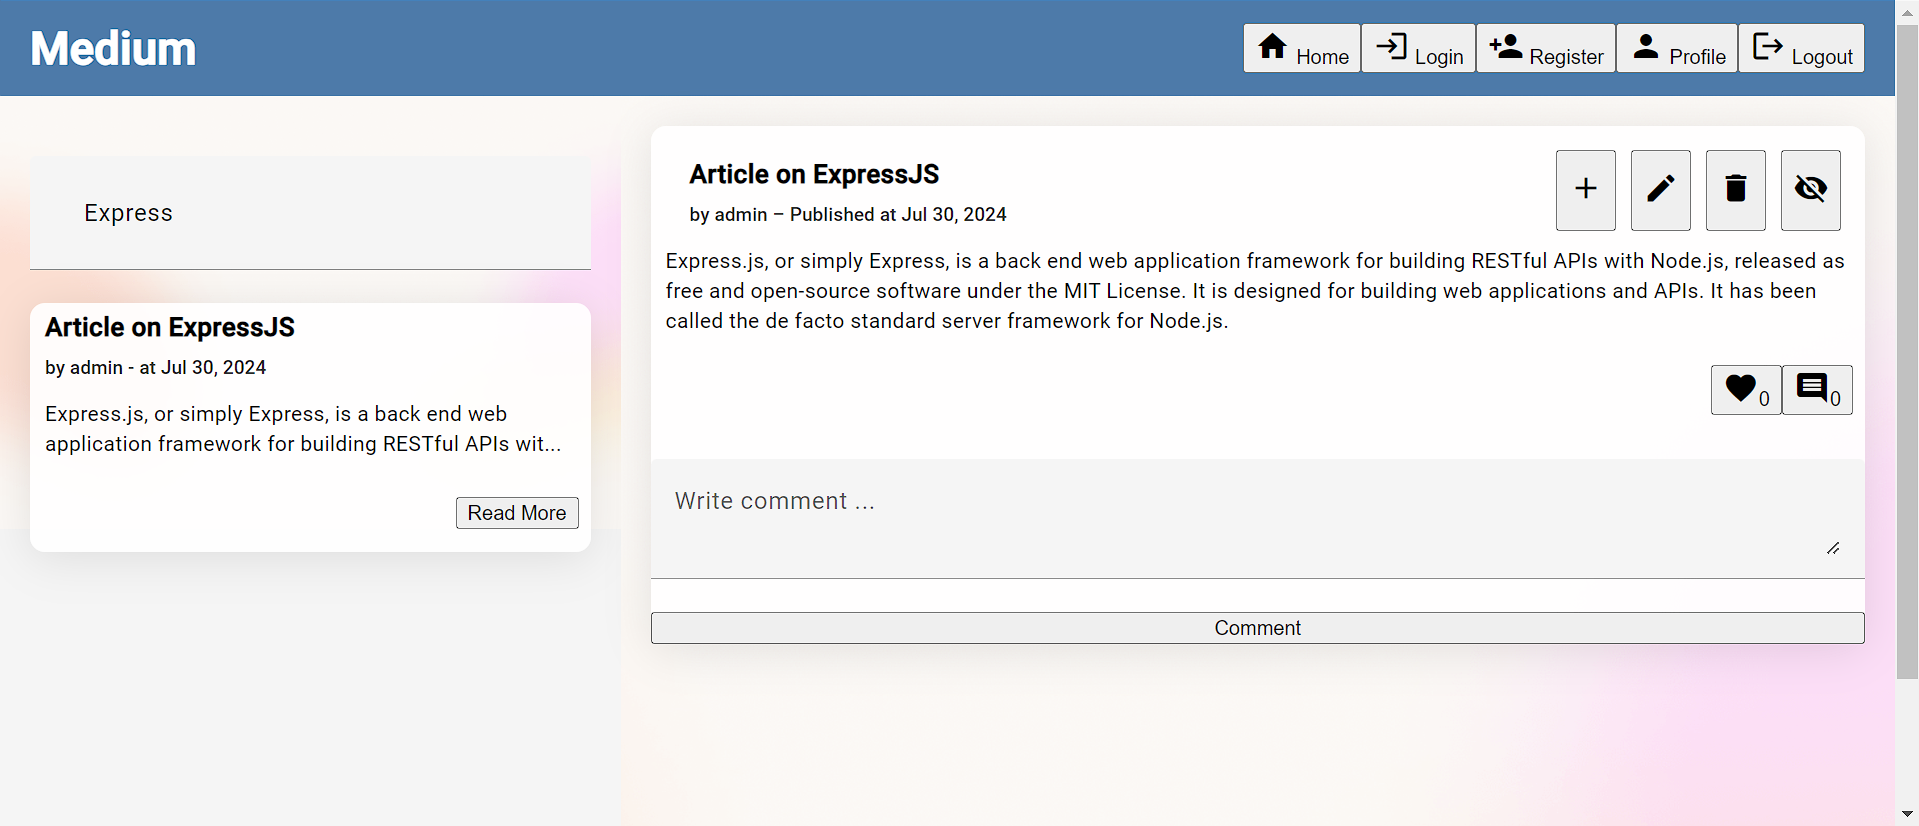 Medium
Home
Login
Register
Profile
Logout
Express
Article on ExpressJS
by admin - at Jul 30, 2024
Express.js, or simply Express, is a back end web
application framework for building RESTful APIs wit...
Read More
Article on ExpressJS
by admin – Published at Jul 30, 2024
Express.js, or simply Express, is a back end web application framework for building RESTful APIs with Node.js, released as
free and open-source software under the MIT License. It is designed for building web applications and APIs. It has been
called the de facto standard server framework for Node.js.
0
0
Write comment ...
Comment